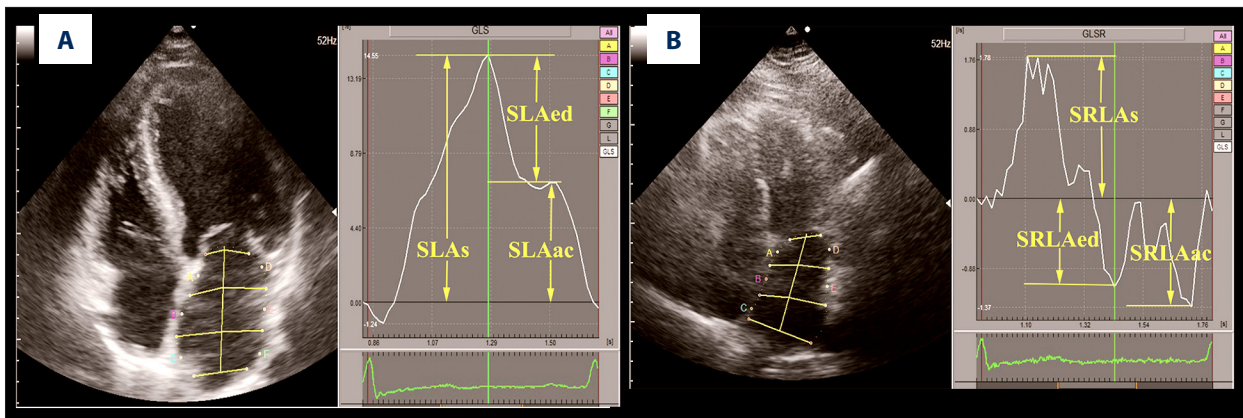 A
52Hz
[%]
GLS
14.55
13.19
8.79
4.40
0.00
-1.24
SLAed
SLAs
SLAac
0.86
1.07
1.29
1.50
[s]
All
A
B
C
D
E
F
G
L
GLS
A
D
B
E
C
F
B
52Hz
[/s]
GLSR
1.78
1.76
0.88
0.00
-0.88
-1.37
SRLAs
SRLAed
SRLAac
1.10
1.32
1.54
1.76
[s]
All
A
B
C
D
E
F
G
L
GLS
A
D
B
E
C